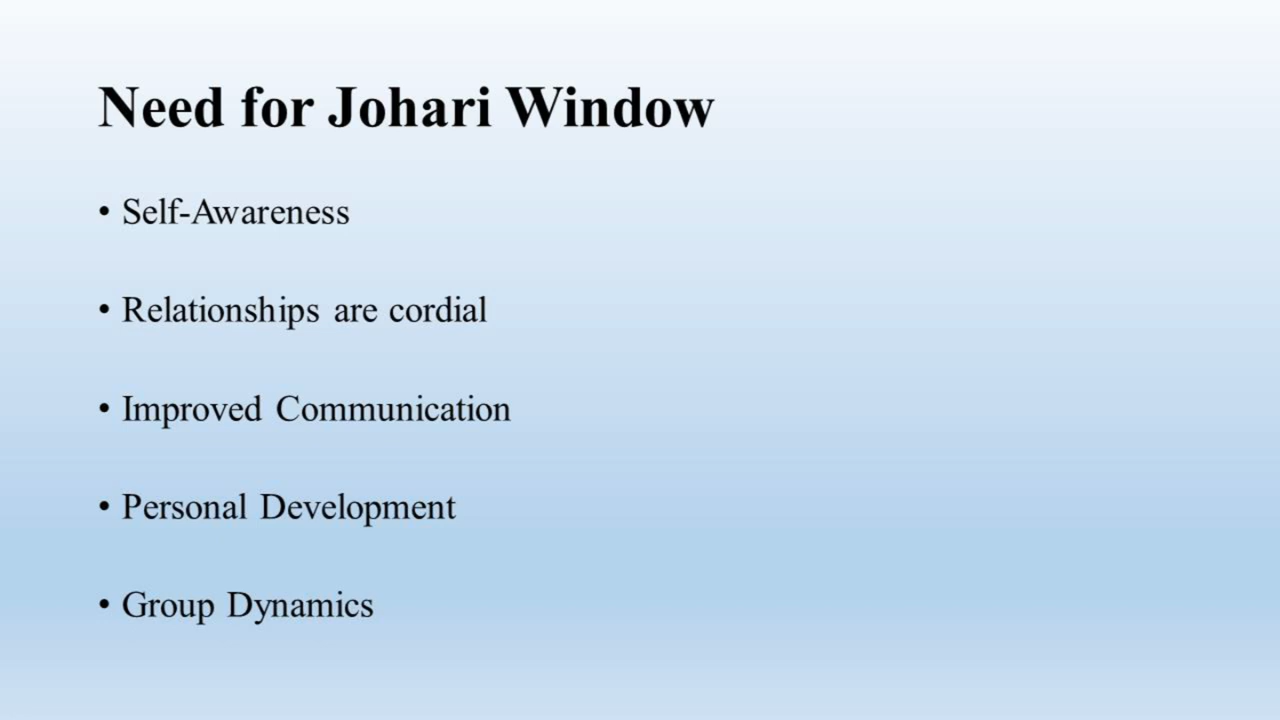 Need for Johari Window
• Self-Awareness
• Relationships are cordial
• Improved Communication
• Personal Development
• Group Dynamics